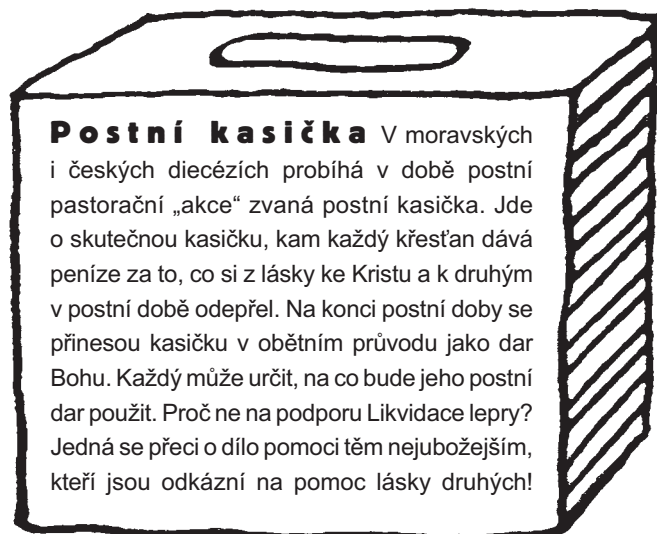 Postní kasička V moravských
i českých diecézích probíhá v době postní
pastorační „akce“ zvaná postní kasička. Jde
o skutečnou kasičku, kam každý křesťan dává
peníze za to, co si z lásky ke Kristu a k druhým
v postní době odepřel. Na konci postní doby se
přinesou kasičku v obětním průvodu jako dar
Bohu. Každý může určit, na co bude jeho postní
dar použit. Proč ne na podporu Likvidace lepry?
Jedná se přeci o dílo pomoci těm nejubožejším,
kteří jsou odkázní na pomoc lásky druhých!